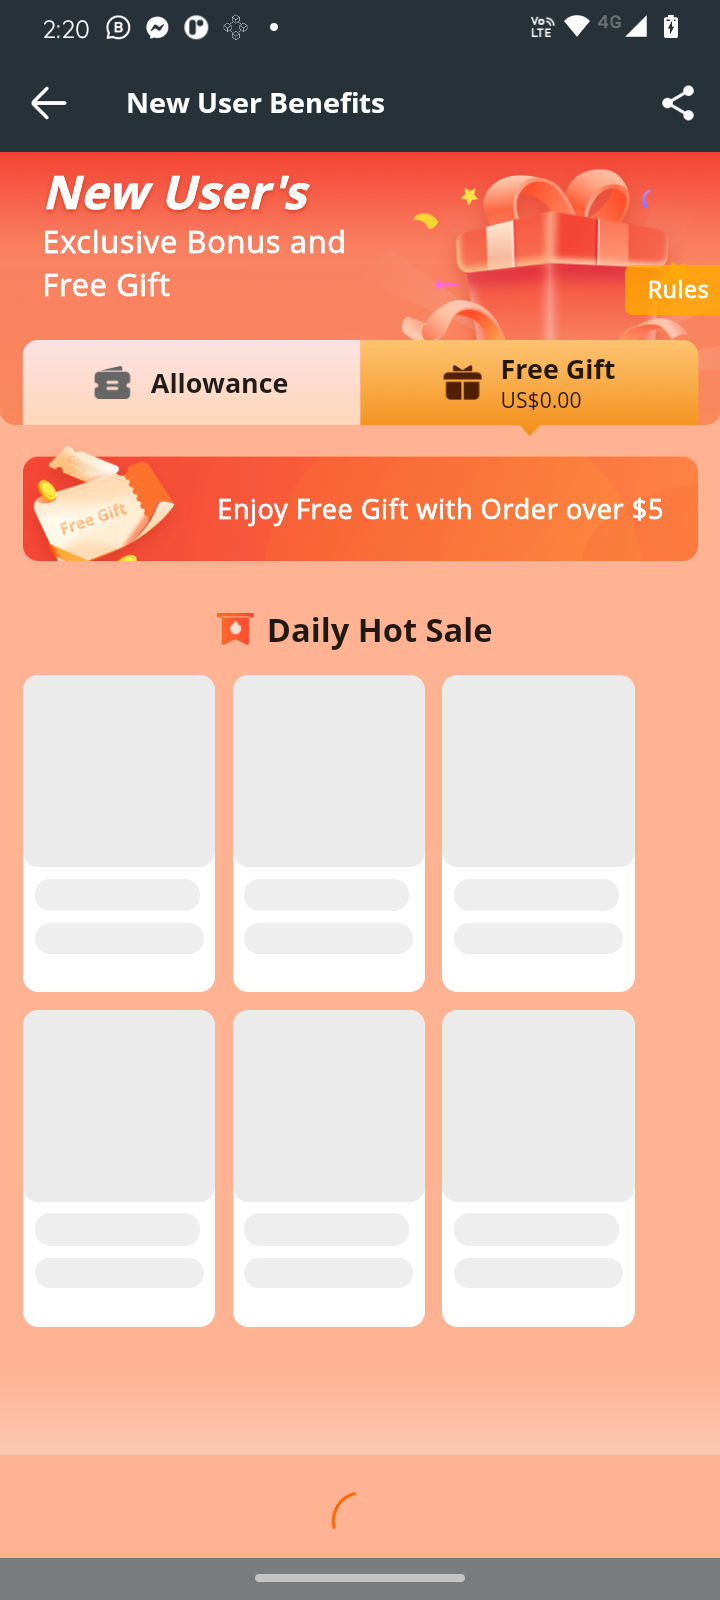 2:20
Vo LTE
4G
New User Benefits
New User's
Exclusive Bonus and
Free Gift
Rules
Allowance
Free Gift
US$0.00
Coupon
Free Gift
Enjoy Free Gift with Order over $5
Daily Hot Sale